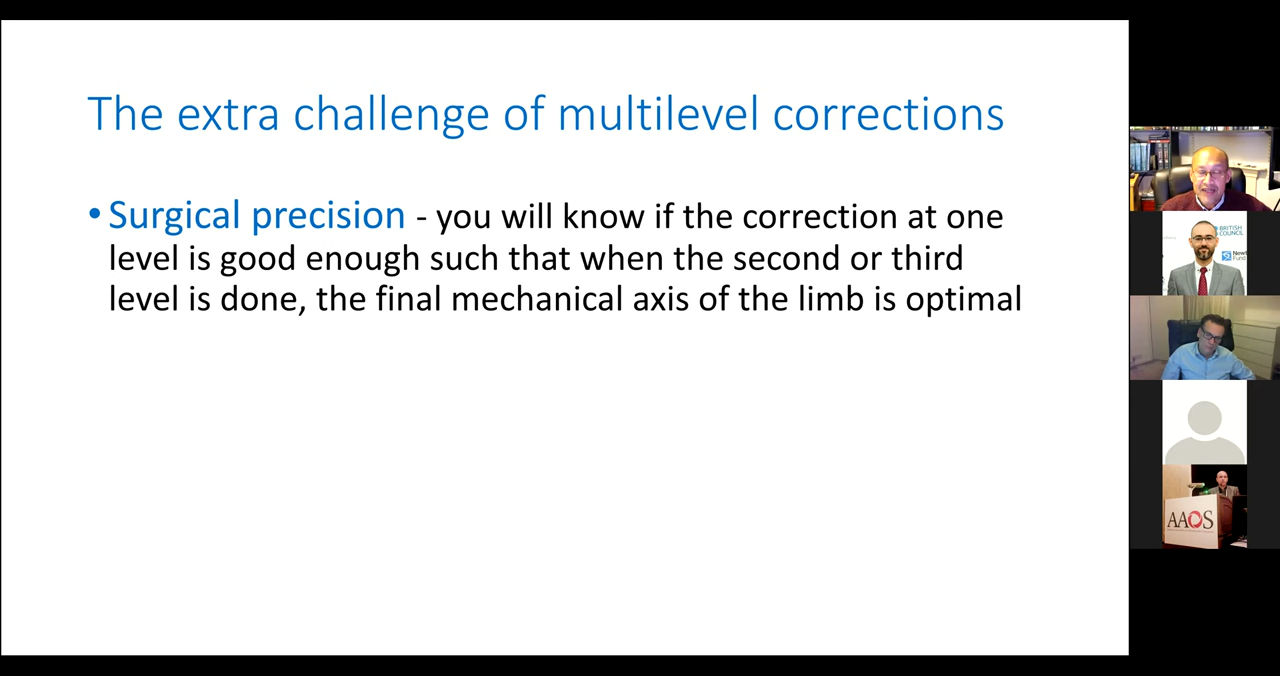 The extra challenge of multilevel corrections
• Surgical precision - you will know if the correction at one
level is good enough such that when the second or third
level is done, the final mechanical axis of the limb is optimal
BRITISH
COUNCIL
Fund
AAOS